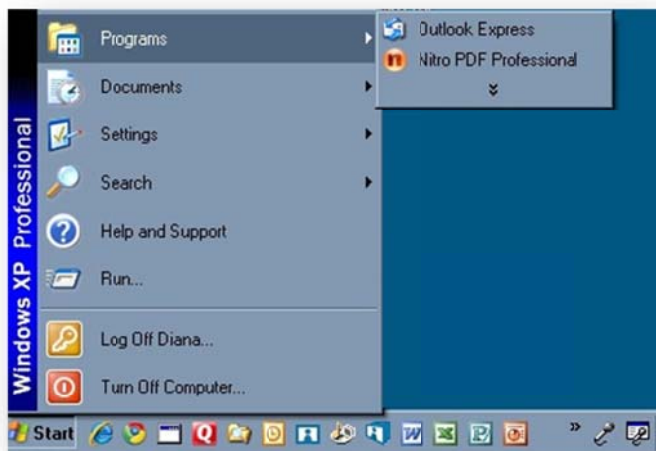 Programs
Outlook Express
Nitro PDF Professional
Documents
Settings
Search
Help and Support
Run...
Log Off Diana...
Turn Off Computer...
Windows XP Professional
Start